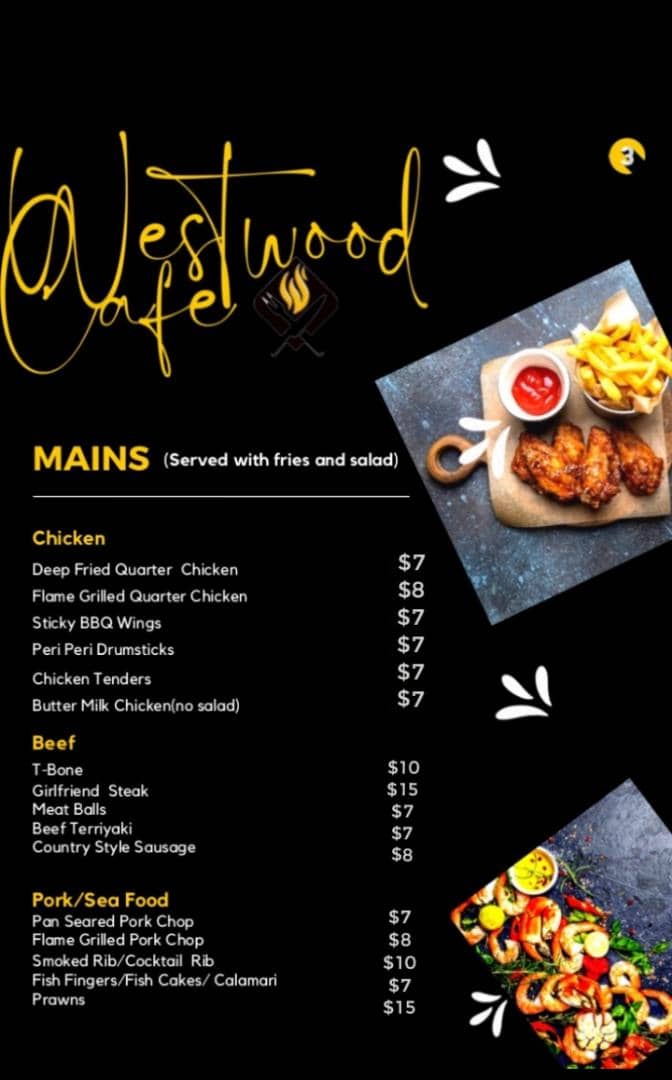 3
Westwood
Cafe
MAINS (Served with fries and salad)
Chicken
Deep Fried Quarter Chicken $7
Flame Grilled Quarter Chicken $8
Sticky BBQ Wings $7
Peri Peri Drumsticks $7
Chicken Tenders $7
Butter Milk Chicken(no salad) $7
Beef
T-Bone $10
Girlfriend Steak $15
Meat Balls $7
Beef Terriyaki $7
Country Style Sausage $8
Pork/Sea Food
Pan Seared Pork Chop $7
Flame Grilled Pork Chop $8
Smoked Rib/Cocktail Rib $10
Fish Fingers/Fish Cakes/ Calamari $7
Prawns $15